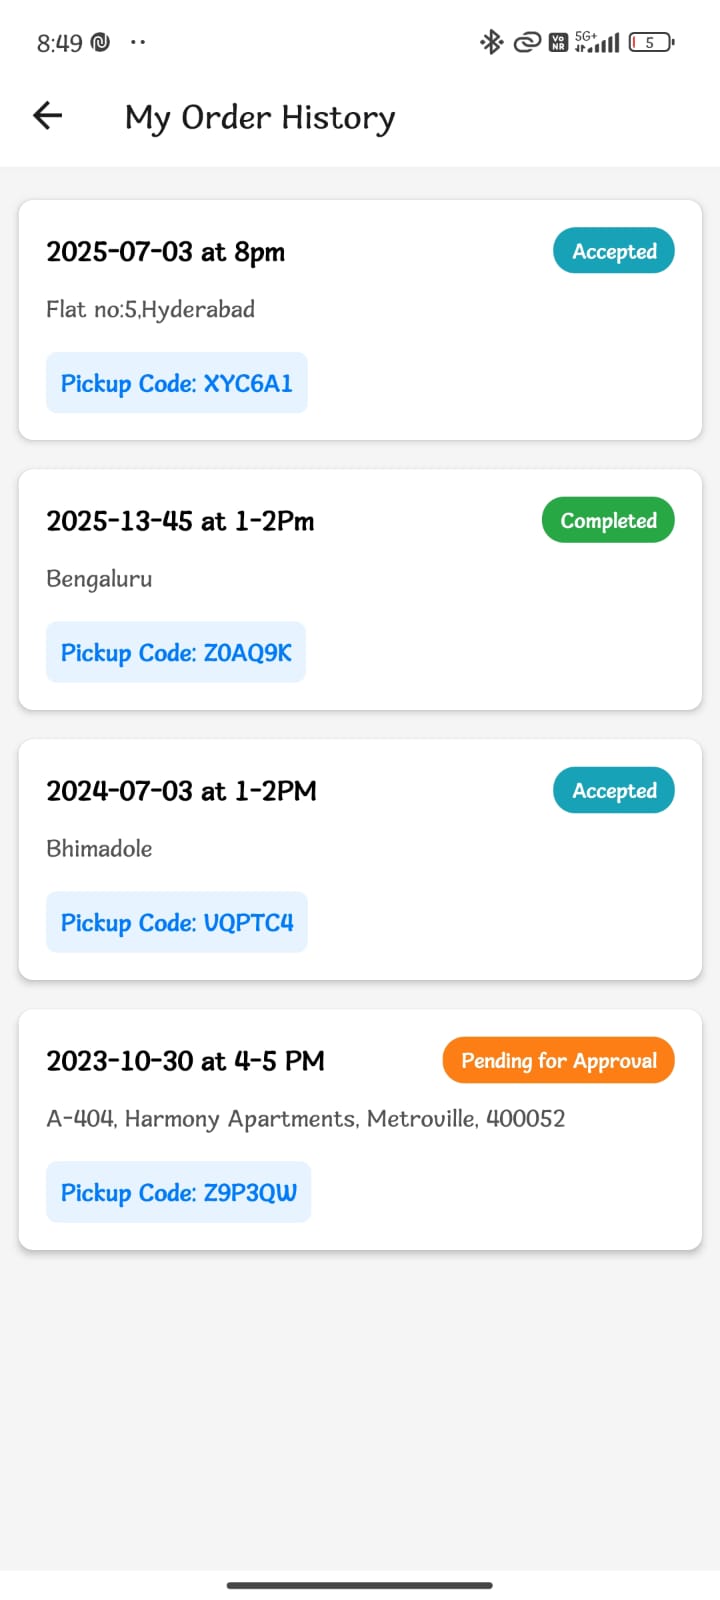 8:49
Vo
NR
5G+
5
My Order History
2025-07-03 at 8pm
Accepted
Flat no:5,Hyderabad
Pickup Code: XYC6A1
2025-13-45 at 1-2Pm
Completed
Bengaluru
Pickup Code: Z0AQ9K
2024-07-03 at 1-2PM
Accepted
Bhimadole
Pickup Code: VQPTC4
2023-10-30 at 4-5 PM
Pending for Approval
A-404, Harmony Apartments, Metroville, 400052
Pickup Code: Z9P3QW